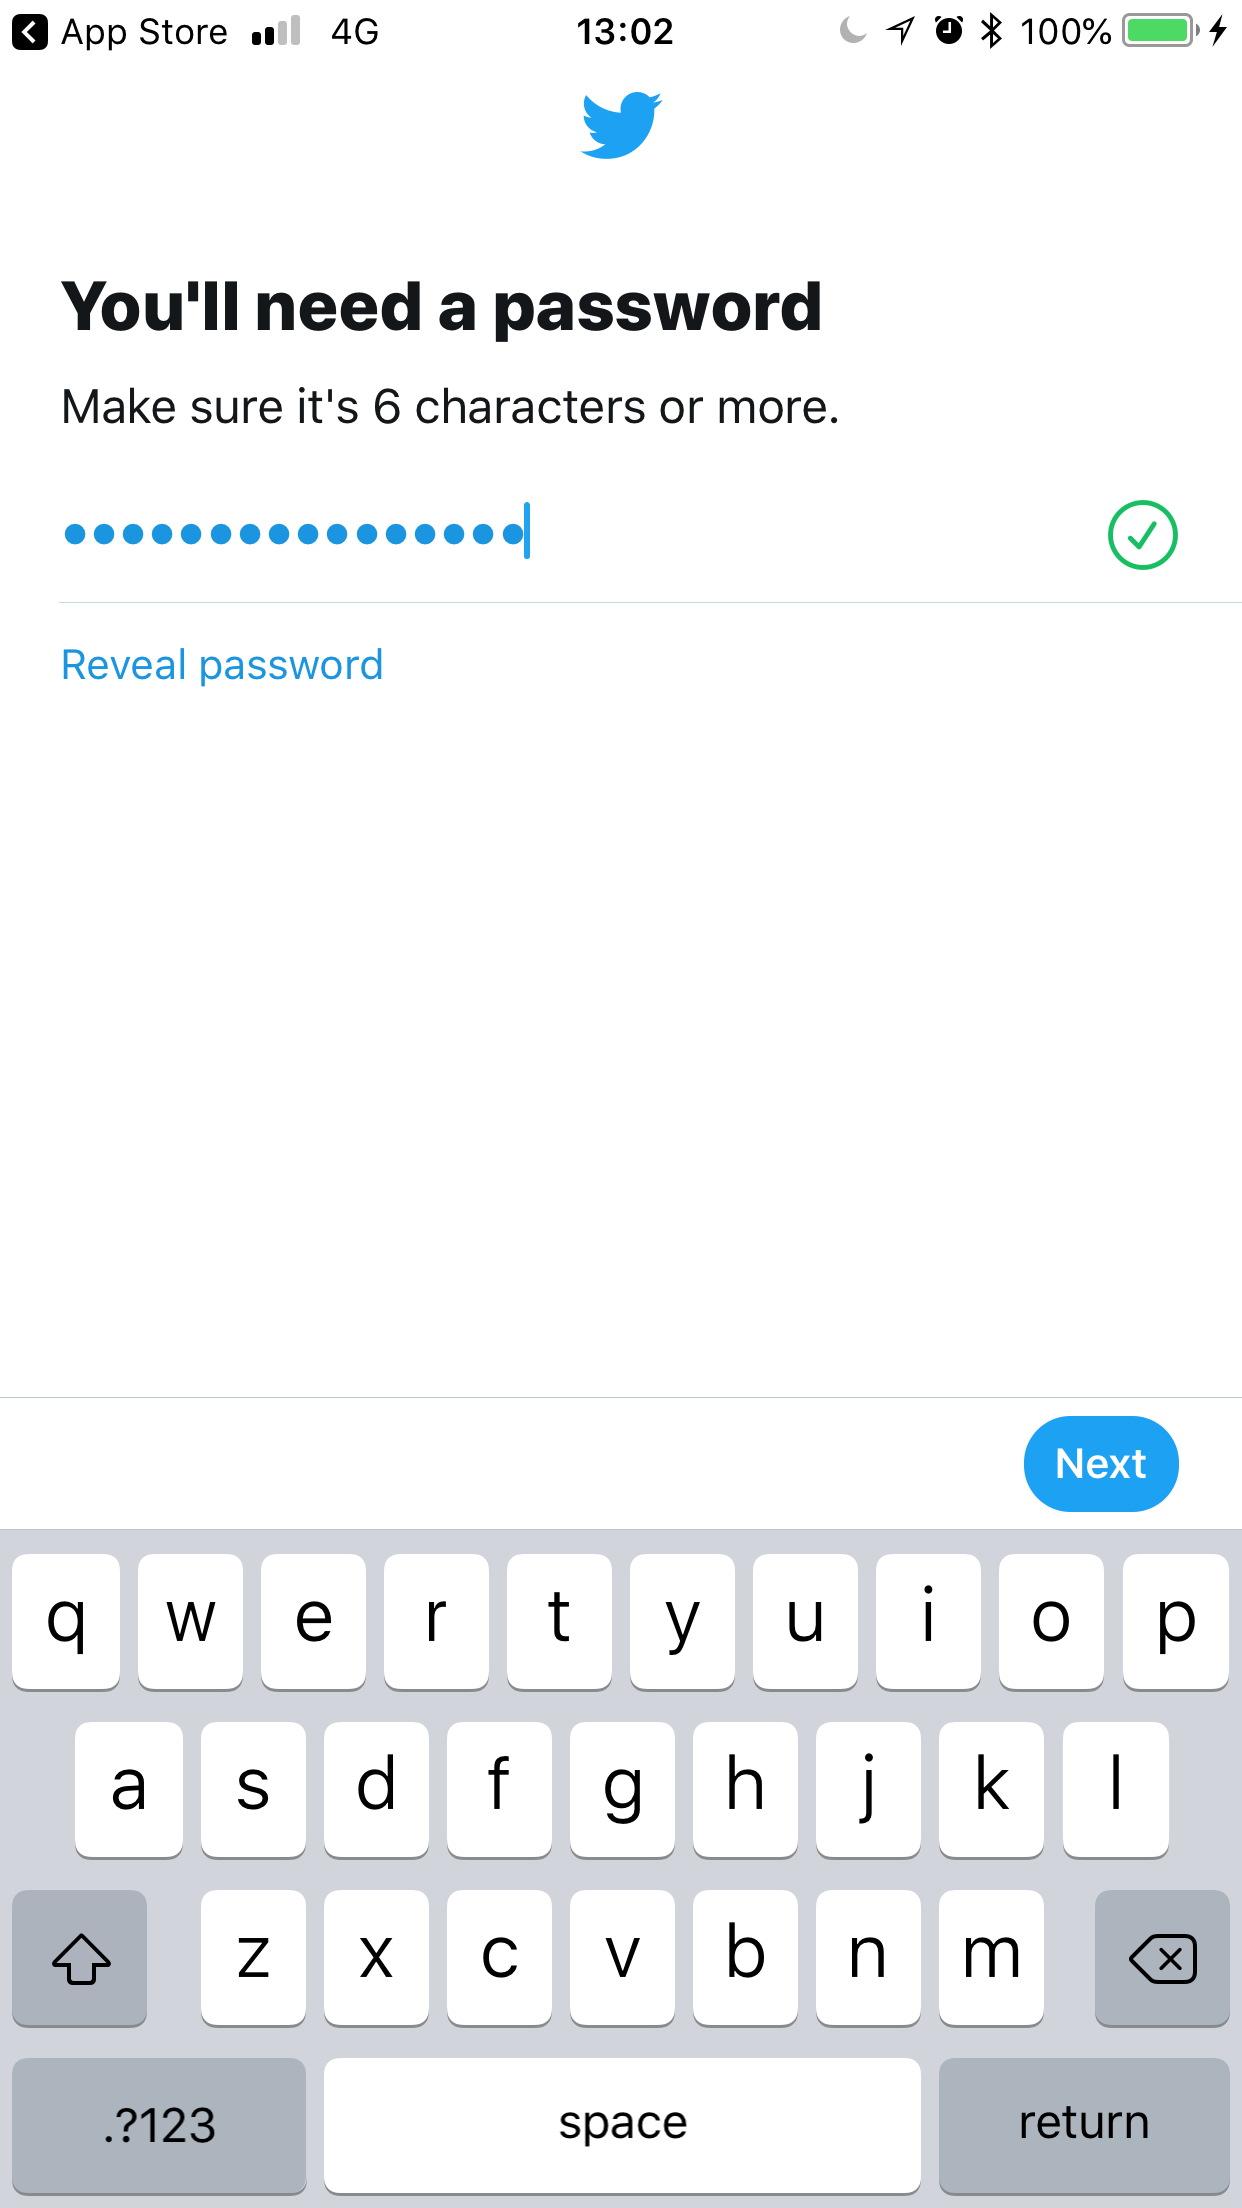 App Store 4G 13:02 100%
You'll need a password
Make sure it's 6 characters or more.
••••••••••••••••
Reveal password
Next
q w e r t y u i o p
a s d f g h j k l
z x c v b n m
.?123 space return